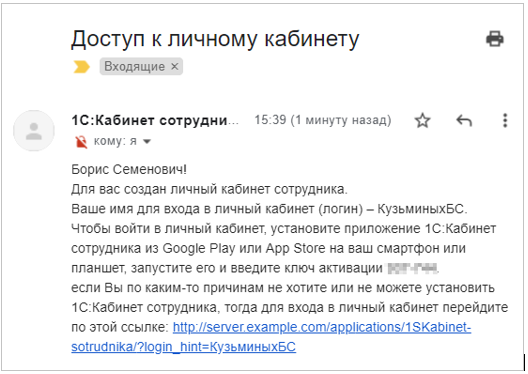 Доступ к личному кабинету
Входящие ×
1С:Кабинет сотрудни... 15:39 (1 минуту назад)
кому: я
Борис Семенович!
Для вас создан личный кабинет сотрудника.
Ваше имя для входа в личный кабинет (логин) – КузьминыхБС.
Чтобы войти в личный кабинет, установите приложение 1С:Кабинет
сотрудника из Google Play или App Store на ваш смартфон или
планшет, запустите его и введите ключ активации
если Вы по каким-то причинам не хотите или не можете установить
1С:Кабинет сотрудника, тогда для входа в личный кабинет перейдите
по этой ссылке: http://server.example.com/applications/1SKabinet-
sotrudnika/?login_hint=КузьминыхБС